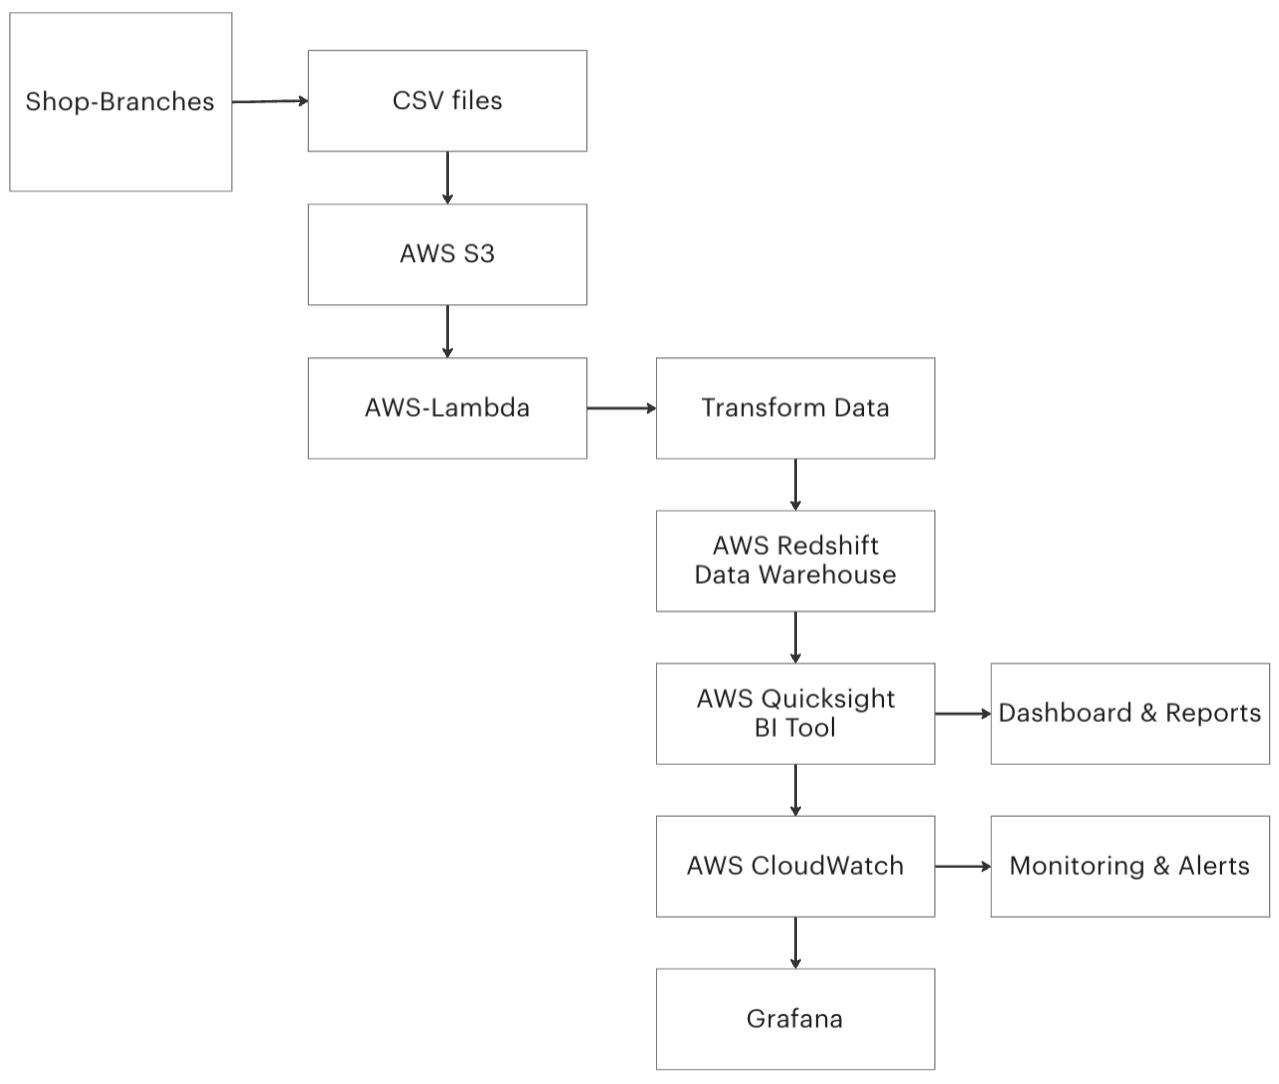 Shop-Branches
CSV files
AWS S3
AWS-Lambda
Transform Data
AWS Redshift
Data Warehouse
AWS Quicksight
BI Tool
Dashboard & Reports
AWS CloudWatch
Monitoring & Alerts
Grafana